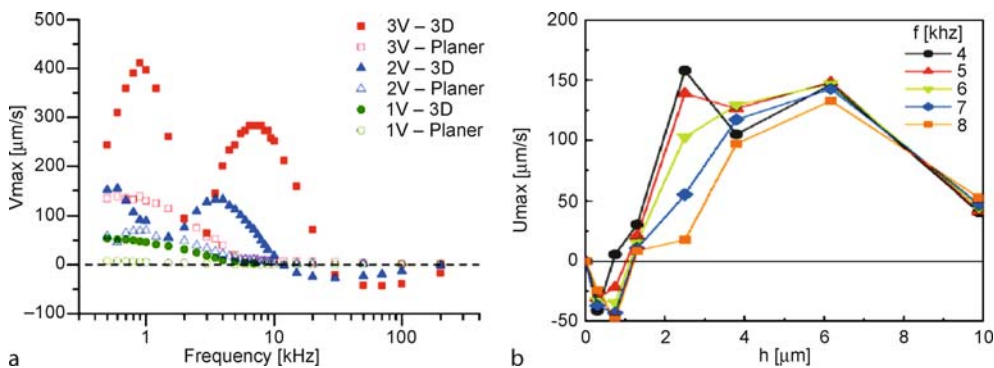 a
Vmax [μm/s]
500
400
300
200
100
0
–100
1
10
100
Frequency [kHz]
3V – 3D
3V – Planer
2V – 3D
2V – Planer
1V – 3D
1V – Planer
b
Umax [μm/s]
200
150
100
50
0
-50
0
2
4
6
8
10
h [μm]
f [khz]
4
5
6
7
8